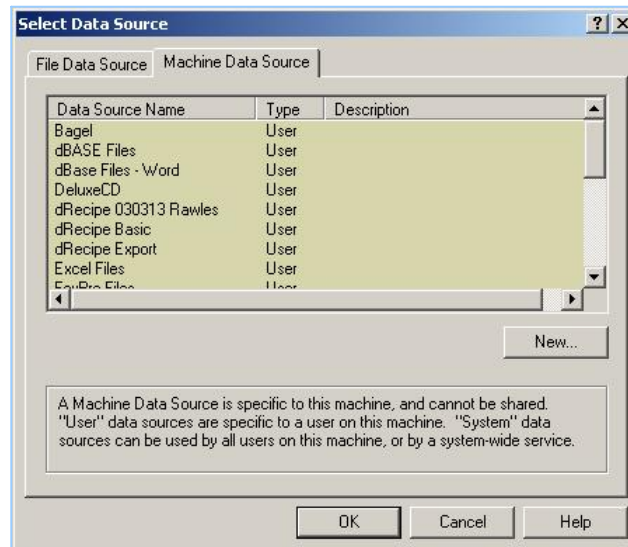 Select Data Source
File Data Source Machine Data Source
Data Source Name Type Description
Bagel User
dBASE Files User
dBase Files - Word User
DeluxeCD User
dRecipe 030313 Rawles User
dRecipe Basic User
dRecipe Export User
Excel Files User
FoxPro Files User
New...
A Machine Data Source is specific to this machine, and cannot be shared.
"User" data sources are specific to a user on this machine. "System" data
sources can be used by all users on this machine, or by a system-wide service.
OK Cancel Help